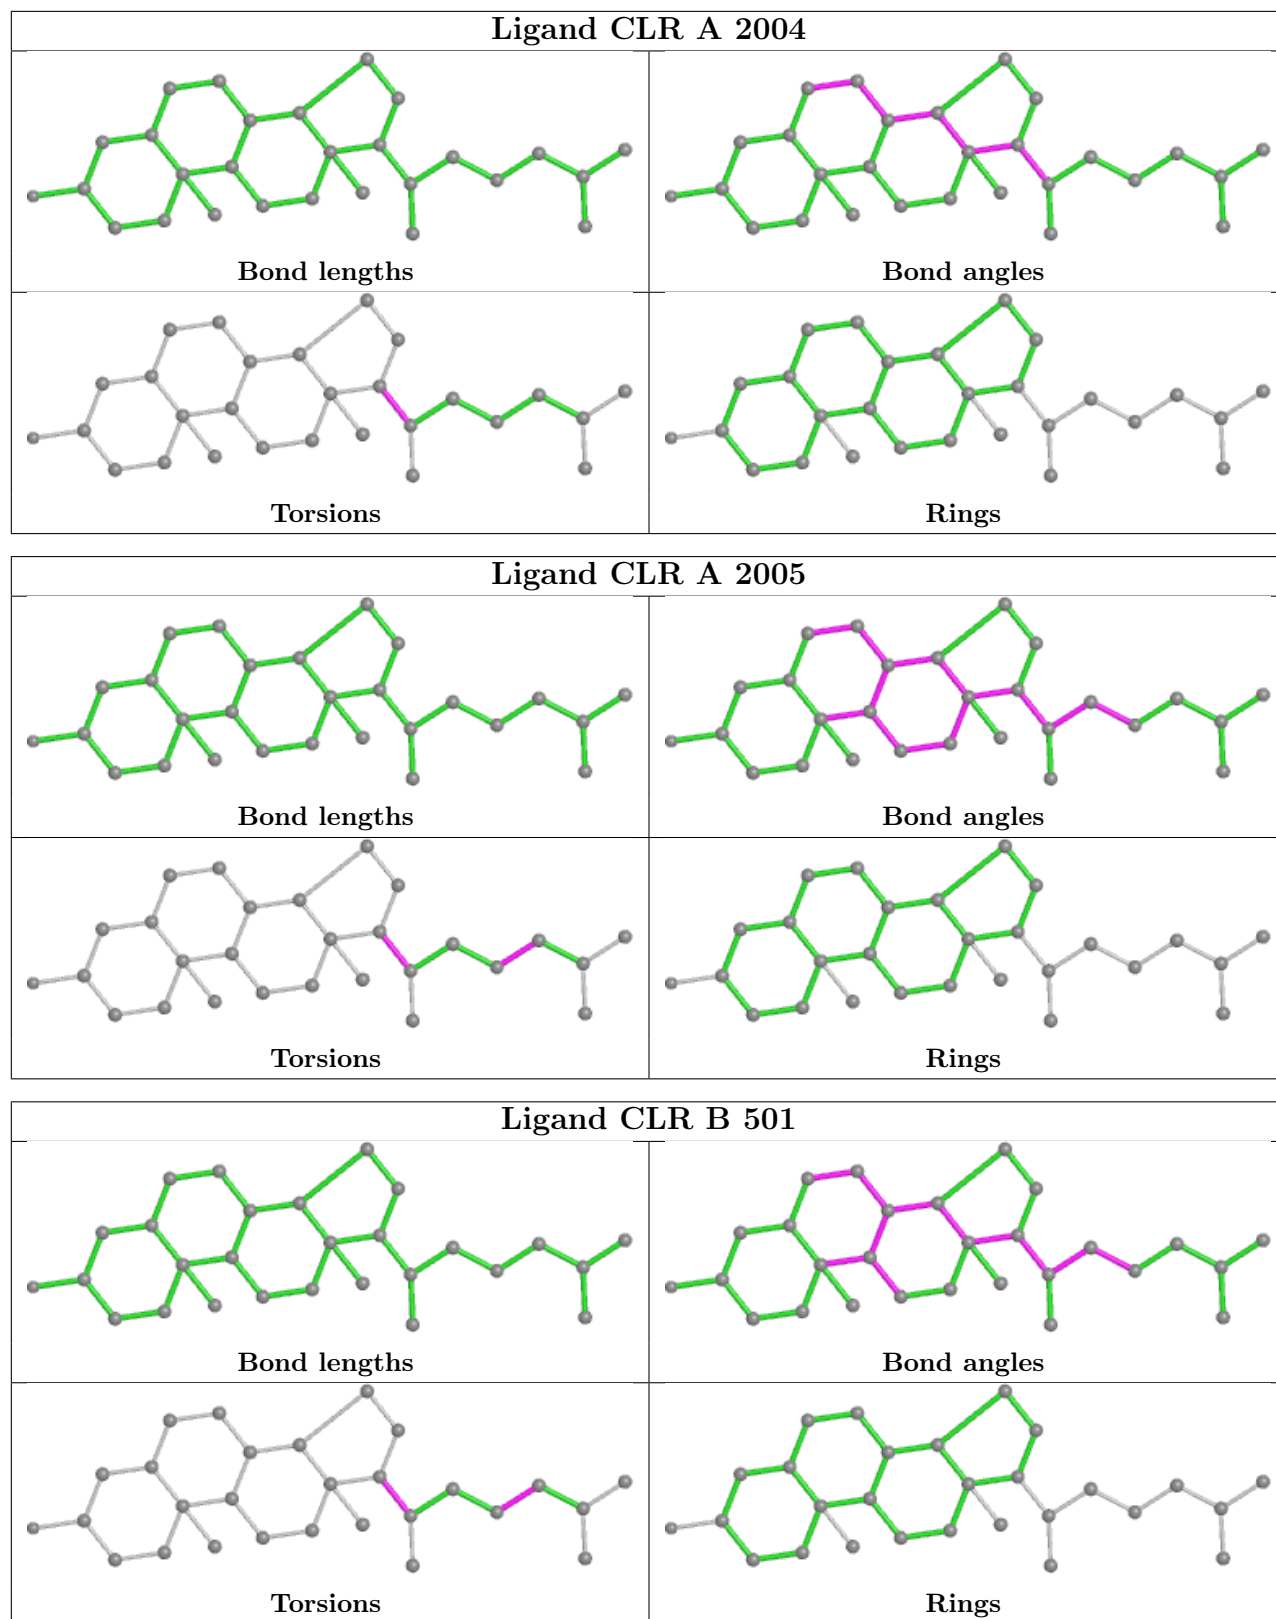 Ligand CLR A 2004
Bond lengths
Bond angles
Torsions
Rings
Ligand CLR A 2005
Bond lengths
Bond angles
Torsions
Rings
Ligand CLR B 501
Bond lengths
Bond angles
Torsions
Rings